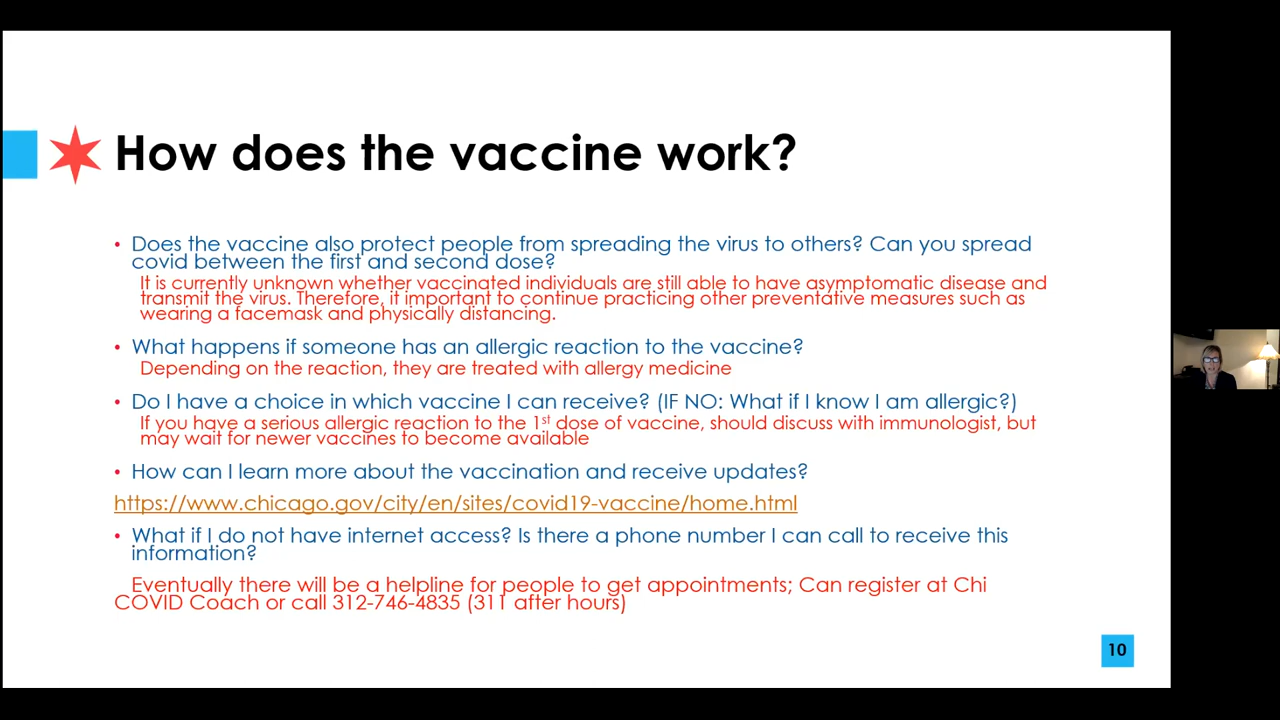 How does the vaccine work?
• Does the vaccine also protect people from spreading the virus to others? Can you spread
covid between the first and second dose?
It is currently unknown whether vaccinated individuals are still able to have asymptomatic disease and
transmit the virus. Therefore, it important to continue practicing other preventative measures such as
wearing a facemask and physically distancing.
• What happens if someone has an allergic reaction to the vaccine?
Depending on the reaction, they are treated with allergy medicine
• Do I have a choice in which vaccine I can receive? (IF NO: What if I know I am allergic?)
If you have a serious allergic reaction to the 1st dose of vaccine, should discuss with immunologist, but
may wait for newer vaccines to become available
• How can I learn more about the vaccination and receive updates?
https://www.chicago.gov/city/en/sites/covid19-vaccine/home.html
• What if I do not have internet access? Is there a phone number I can call to receive this
information?
Eventually there will be a helpline for people to get appointments; Can register at Chi
COVID Coach or call 312-746-4835 (311 after hours)
10